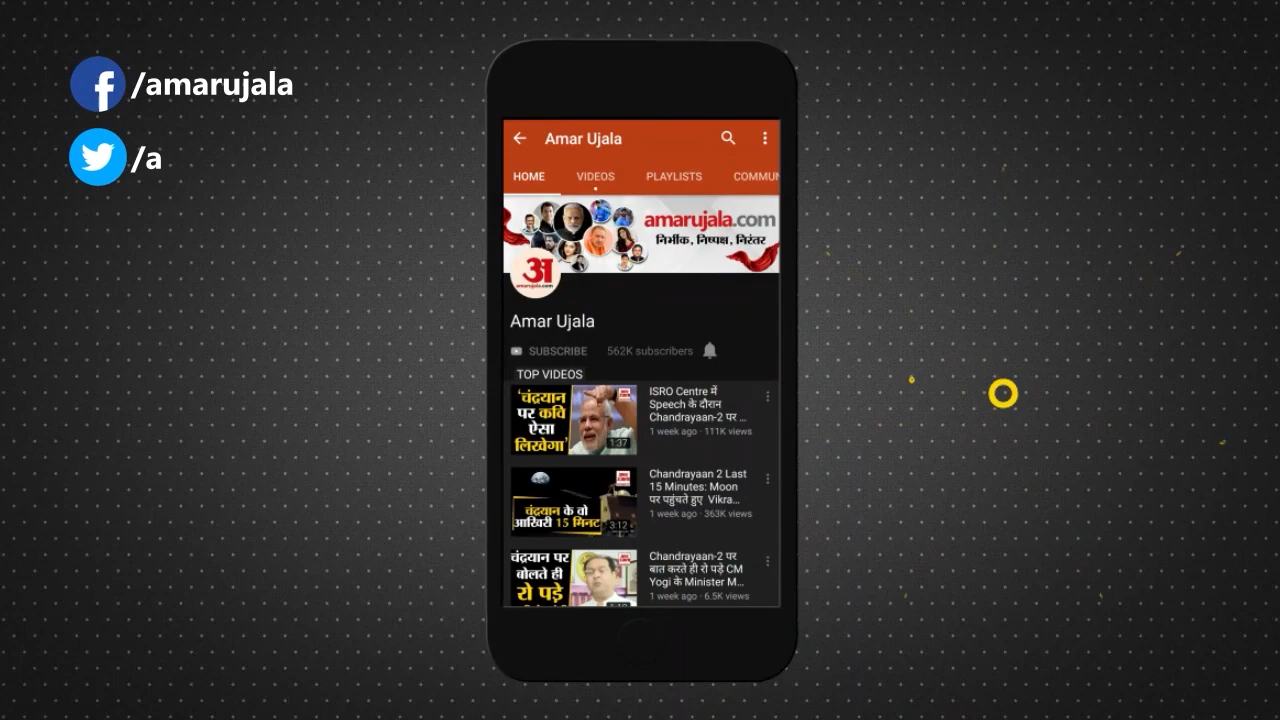 /amarujala
/a
Amar Ujala
HOME VIDEOS PLAYLISTS COMMUN
amarujala.com
निर्भीक, निष्पक्ष, निरंतर
अ
amarujala.com
Amar Ujala
SUBSCRIBE 562K subscribers
TOP VIDEOS
'चंद्रयान
पर कवि
ऐसा
लिखेगा'
1:37
ISRO Centre में
Speech के दौरान
Chandrayaan-2 पर ...
1 week ago · 111K views
चंद्रयान के वो
आखिरी 15 मिनट
3:12
Chandrayaan 2 Last
15 Minutes: Moon
पर पहुंचते हुए Vikra...
1 week ago · 363K views
चंद्रयान पर
बोलते ही
रो पड़े
Chandrayaan-2 पर
बात करते ही रो पड़े CM
Yogi के Minister M...
1 week ago · 6.5K views